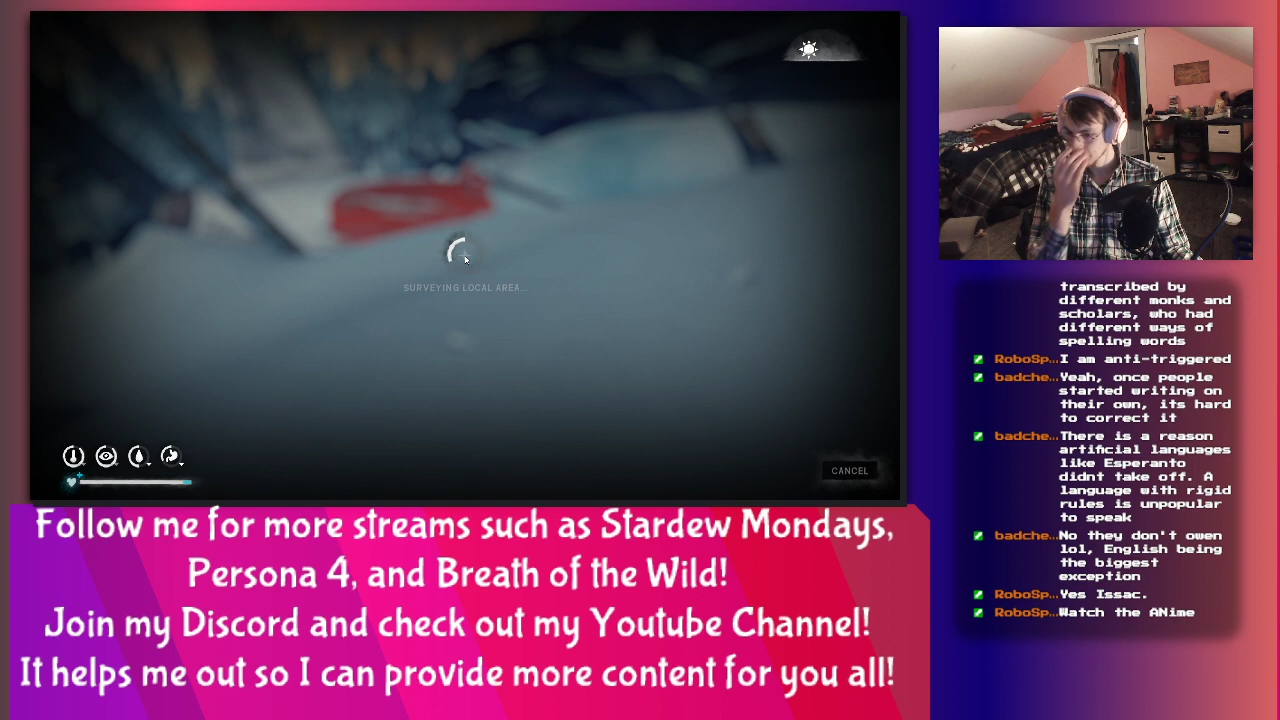 SURVEYING LOCAL AREA...
CANCEL
Follow me for more streams such as Stardew Mondays,
Persona 4, and Breath of the Wild!
Join my Discord and check out my Youtube Channel!
It helps me out so I can provide more content for you all!
transcribed by
different monks and
scholars, who had
different ways of
spelling words
RoboSp... I am anti-triggered
badche... Yeah, once people
started writing on
their own, its hard
to correct it
badche... There is a reason
artificial languages
like Esperanto
didnt take off. A
language with rigid
rules is unpopular
to speak
badche... No they don't owen
lol, English being
the biggest
exception
RoboSp... Yes Issac.
RoboSp... Watch the ANime